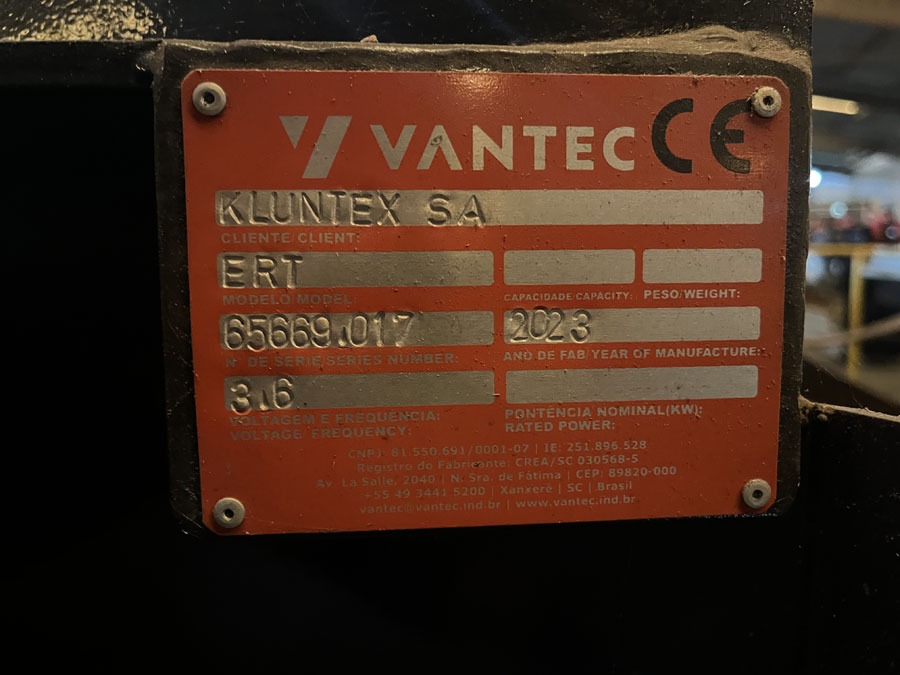 VANTEC CE
KLUNTEX SA
CLIENTE/CLIENT:
ERT
MODELO/MODEL: CAPACIDADE/CAPACITY: PESO/WEIGHT:
65669.017 2023
Nº DE SERIE/SERIES NUMBER: ANO DE FAB/YEAR OF MANUFACTURE:
3.6
VOLTAGEM E FREQUENCIA: PONTÊNCIA NOMINAL(KW):
VOLTAGE/ FREQUENCY: RATED POWER:
CNPJ: 81.550.691/0001-07 | IE: 251.896.528
Registro do Fabricante: CREA/SC 030568-5
Av. La Salle, 2040 | N. Sra. de Fátima | CEP: 89820-000
+55 49 3441 5200 | Xanxerê | SC | Brasil
vantec@vantec.ind.br | www.vantec.ind.br